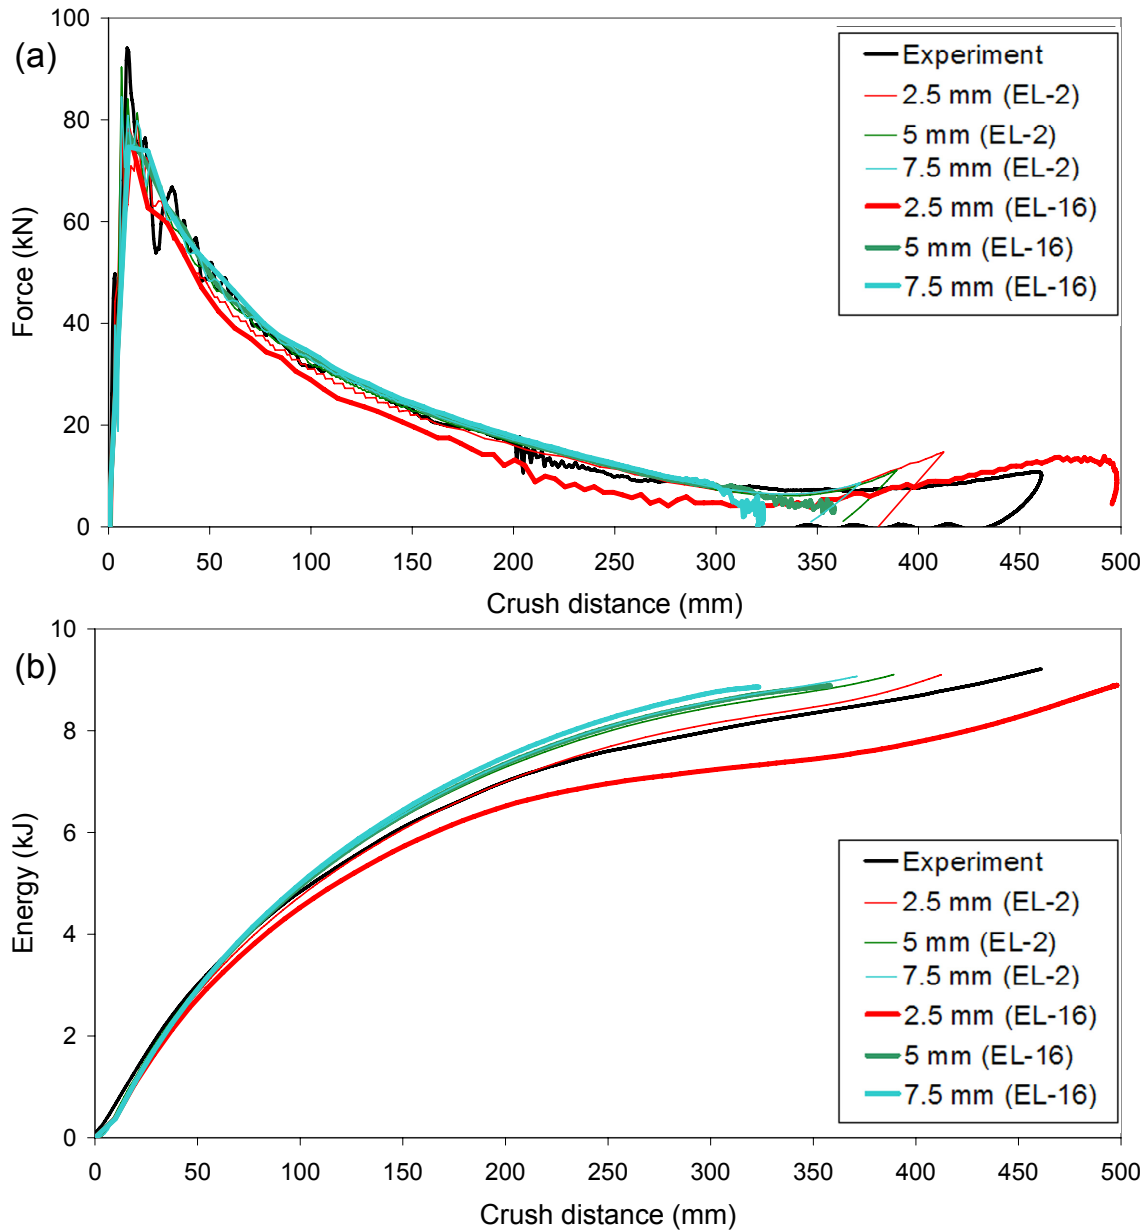 (a)
Force (kN)
100
80
60
40
20
0
Experiment
2.5 mm (EL-2)
5 mm (EL-2)
7.5 mm (EL-2)
2.5 mm (EL-16)
5 mm (EL-16)
7.5 mm (EL-16)
0 50 100 150 200 250 300 350 400 450 500
Crush distance (mm)
(b)
Energy (kJ)
10
8
6
4
2
0
Experiment
2.5 mm (EL-2)
5 mm (EL-2)
7.5 mm (EL-2)
2.5 mm (EL-16)
5 mm (EL-16)
7.5 mm (EL-16)
0 50 100 150 200 250 300 350 400 450 500
Crush distance (mm)